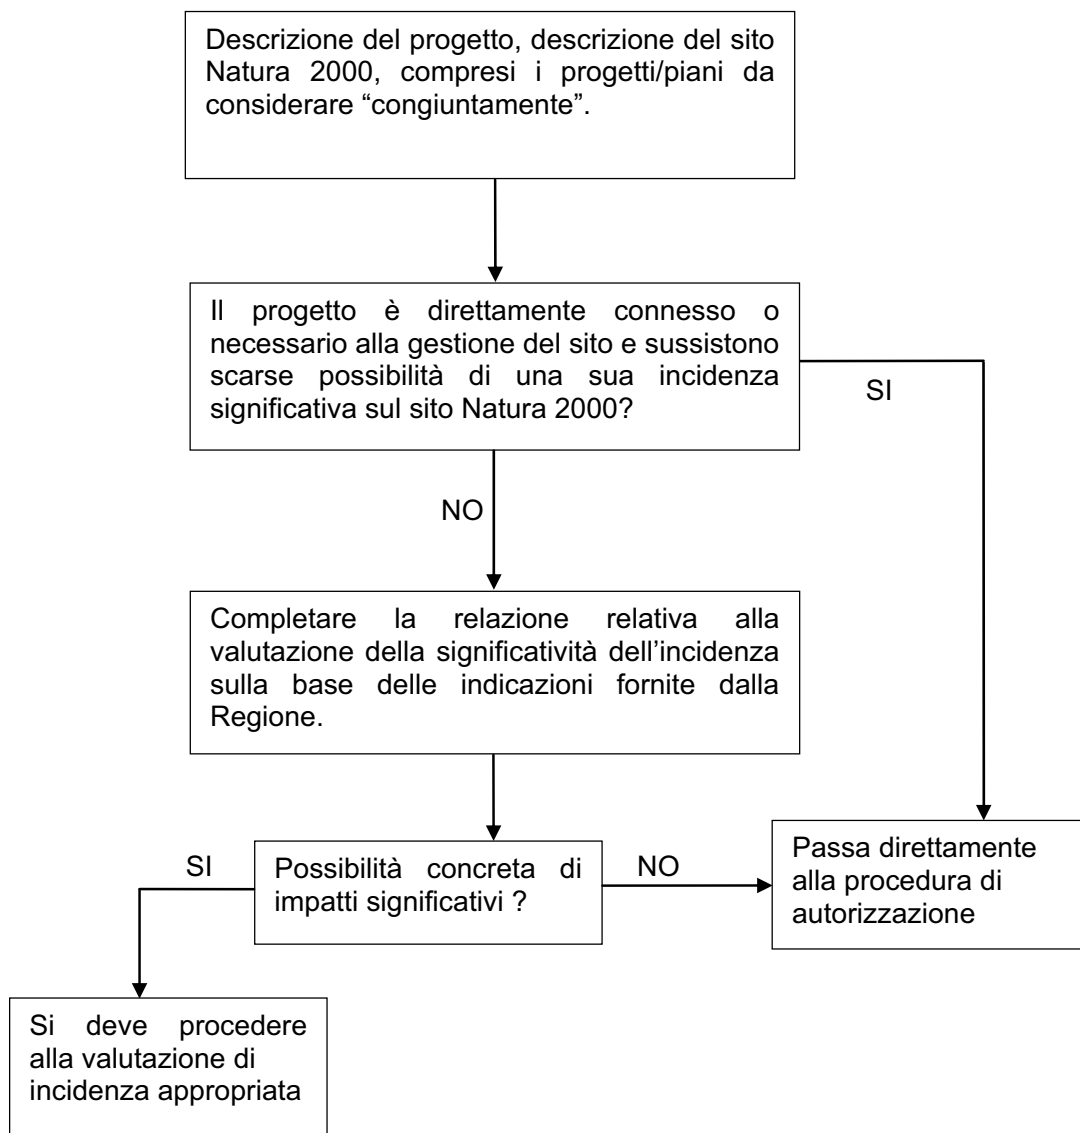 Descrizione del progetto, descrizione del sito
Natura 2000, compresi i progetti/piani da
considerare “congiuntamente”.
Il progetto è direttamente connesso o
necessario alla gestione del sito e sussistono
scarse possibilità di una sua incidenza
significativa sul sito Natura 2000?
SI
NO
Completare la relazione relativa alla
valutazione della significatività dell’incidenza
sulla base delle indicazioni fornite dalla
Regione.
SI
Possibilità concreta di
impatti significativi ?
NO
Passa direttamente
alla procedura di
autorizzazione
Si deve procedere
alla valutazione di
incidenza appropriata